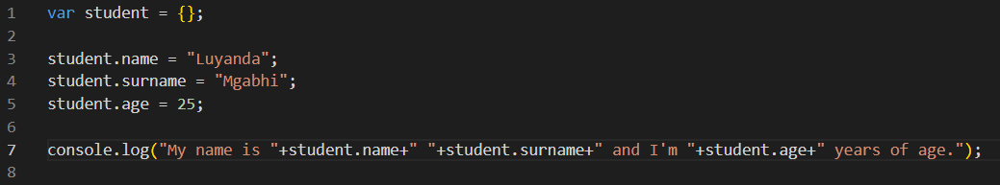 1 var student = {};
2
3 student.name = "Luyanda";
4 student.surname = "Mgabhi";
5 student.age = 25;
6
7 console.log("My name is "+student.name+" "+student.surname+" and I'm "+student.age+" years of age.");
8